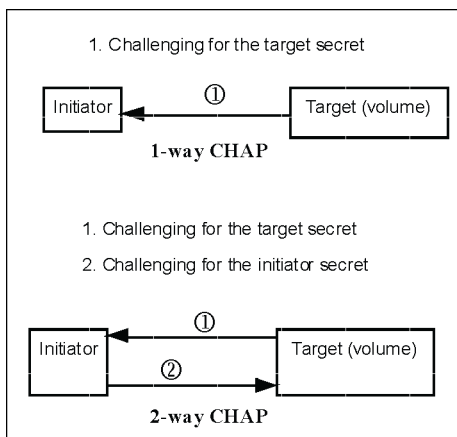 1. Challenging for the target secret
①
Initiator
Target (volume)
1-way CHAP
1. Challenging for the target secret
2. Challenging for the initiator secret
①
Initiator
Target (volume)
②
2-way CHAP